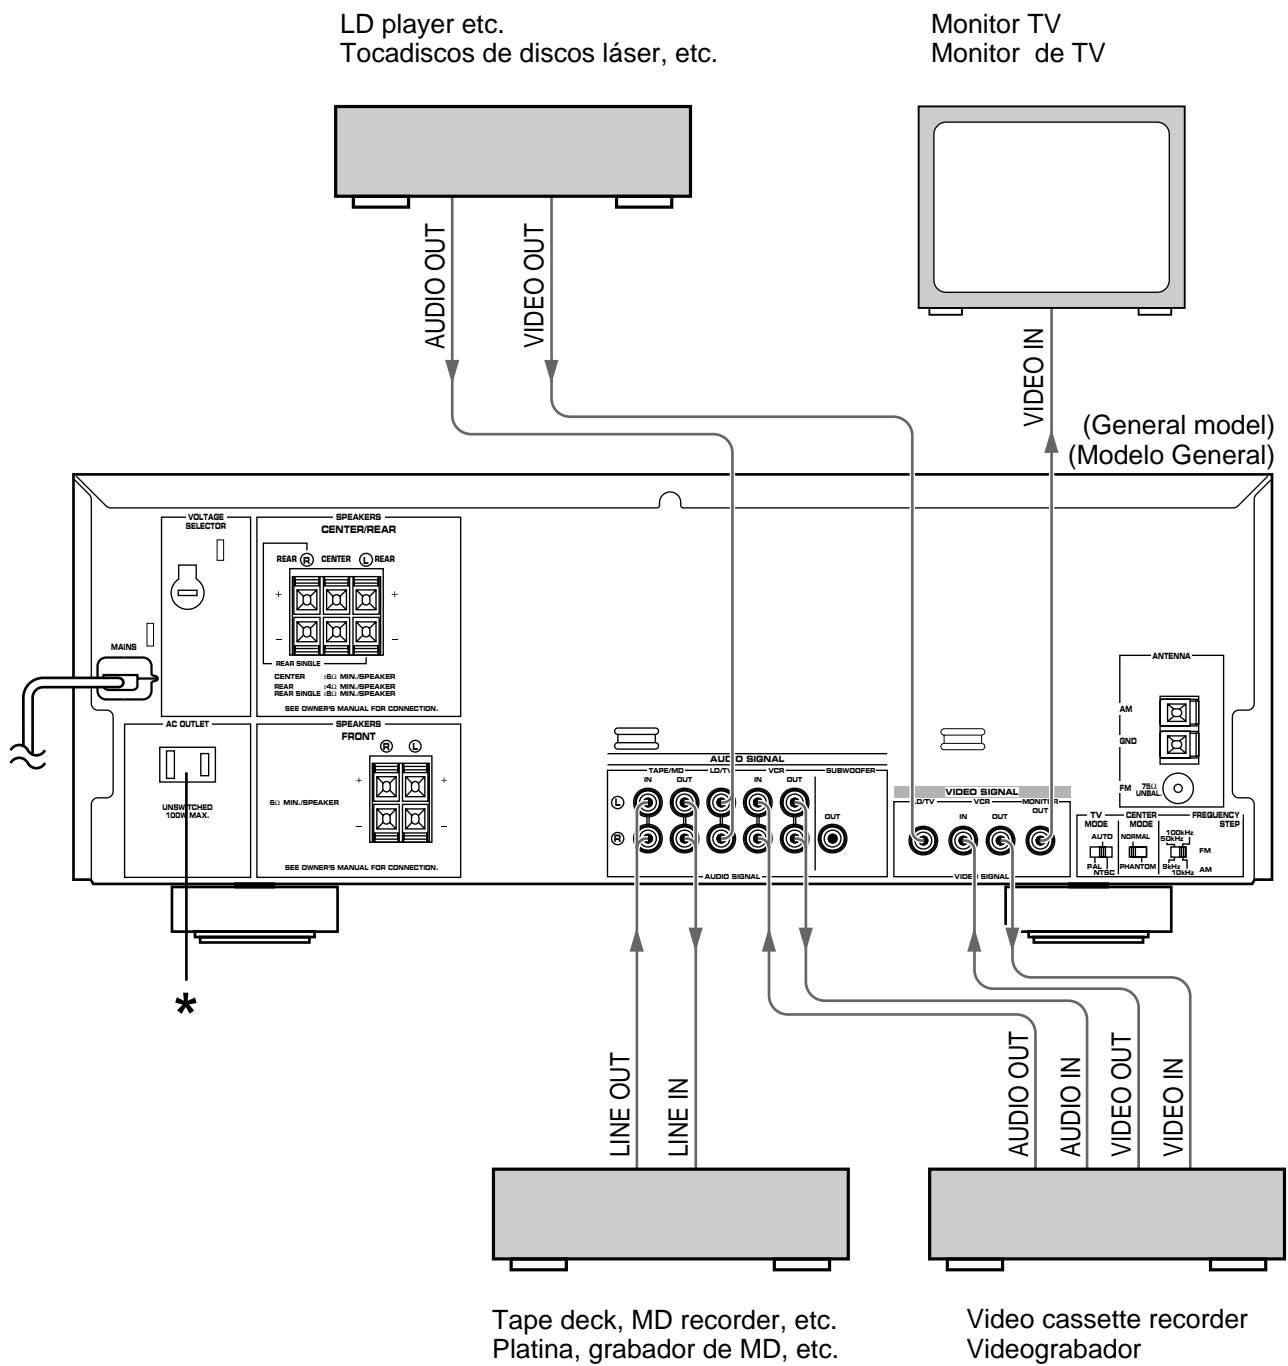 LD player etc.
Tocadiscos de discos láser, etc.
Monitor TV
Monitor de TV
AUDIO OUT
VIDEO OUT
VIDEO IN
(General model)
(Modelo General)
VOLTAGE
SELECTOR
SPEAKERS
CENTER/REAR
REAR R CENTER L REAR
+ +
– –
REAR SINGLE
CENTER :6Ω MIN./SPEAKER
REAR :4Ω MIN./SPEAKER
REAR SINGLE :8Ω MIN./SPEAKER
SEE OWNER'S MANUAL FOR CONNECTION.
MAINS
AC OUTLET
UNSWITCHED
100W MAX.
SPEAKERS
FRONT
R L
+ +
6Ω MIN./SPEAKER
– –
SEE OWNER'S MANUAL FOR CONNECTION.
AUDIO SIGNAL
TAPE/MD LD/TV VCR SUBWOOFER
IN OUT IN OUT
L
R
OUT
AUDIO SIGNAL
VIDEO SIGNAL
LD/TV VCR MONITOR
OUT
IN OUT
VIDEO SIGNAL
ANTENNA
AM
GND
FM 75Ω
UNBAL.
TV
MODE
AUTO
PAL
NTSC
CENTER
MODE
NORMAL
PHANTOM
FREQUENCY
STEP
100kHz
50kHz
FM
9kHz
10kHz
AM
*
LINE OUT
LINE IN
AUDIO OUT
AUDIO IN
VIDEO OUT
VIDEO IN
Tape deck, MD recorder, etc.
Platina, grabador de MD, etc.
Video cassette recorder
Videograbador